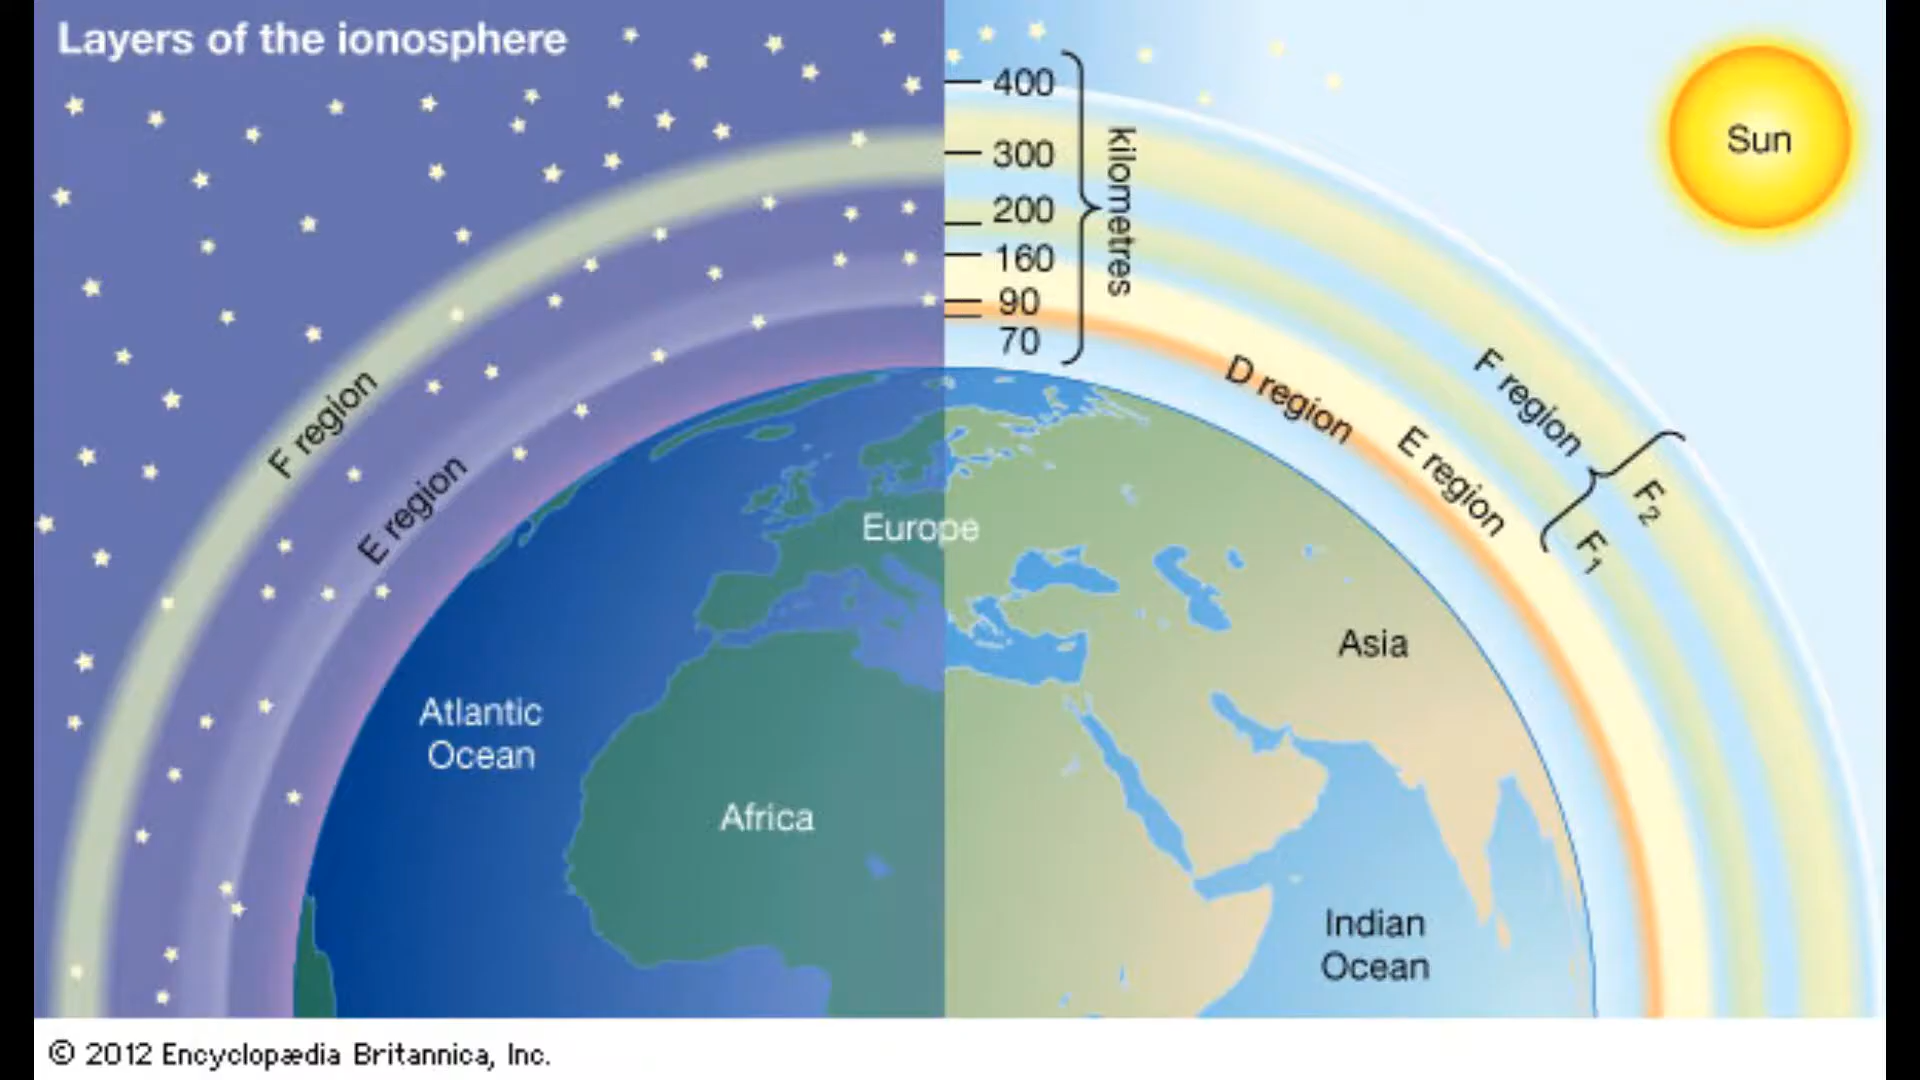 Layers of the ionosphere
400
300
200
160
90
70
kilometres
Sun
F region
E region
D region
E region
F region
F2
F1
Europe
Asia
Atlantic
Ocean
Africa
Indian
Ocean
© 2012 Encyclopædia Britannica, Inc.